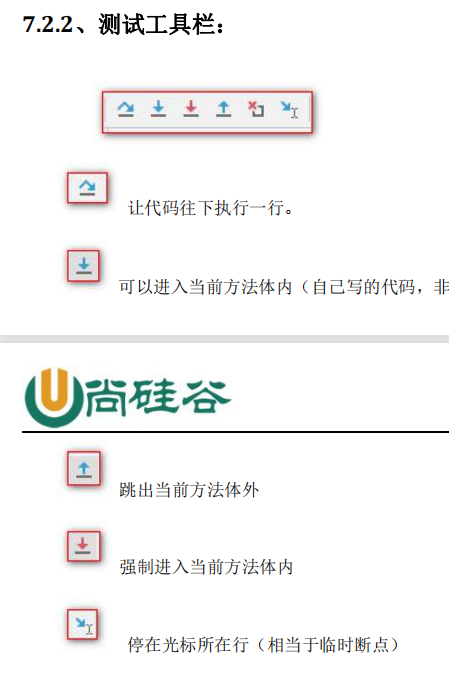 7.2.2、测试工具栏：
让代码往下执行一行。
可以进入当前方法体内（自己写的代码，非
尚硅谷
跳出当前方法体外
强制进入当前方法体内
停在光标所在行（相当于临时断点）